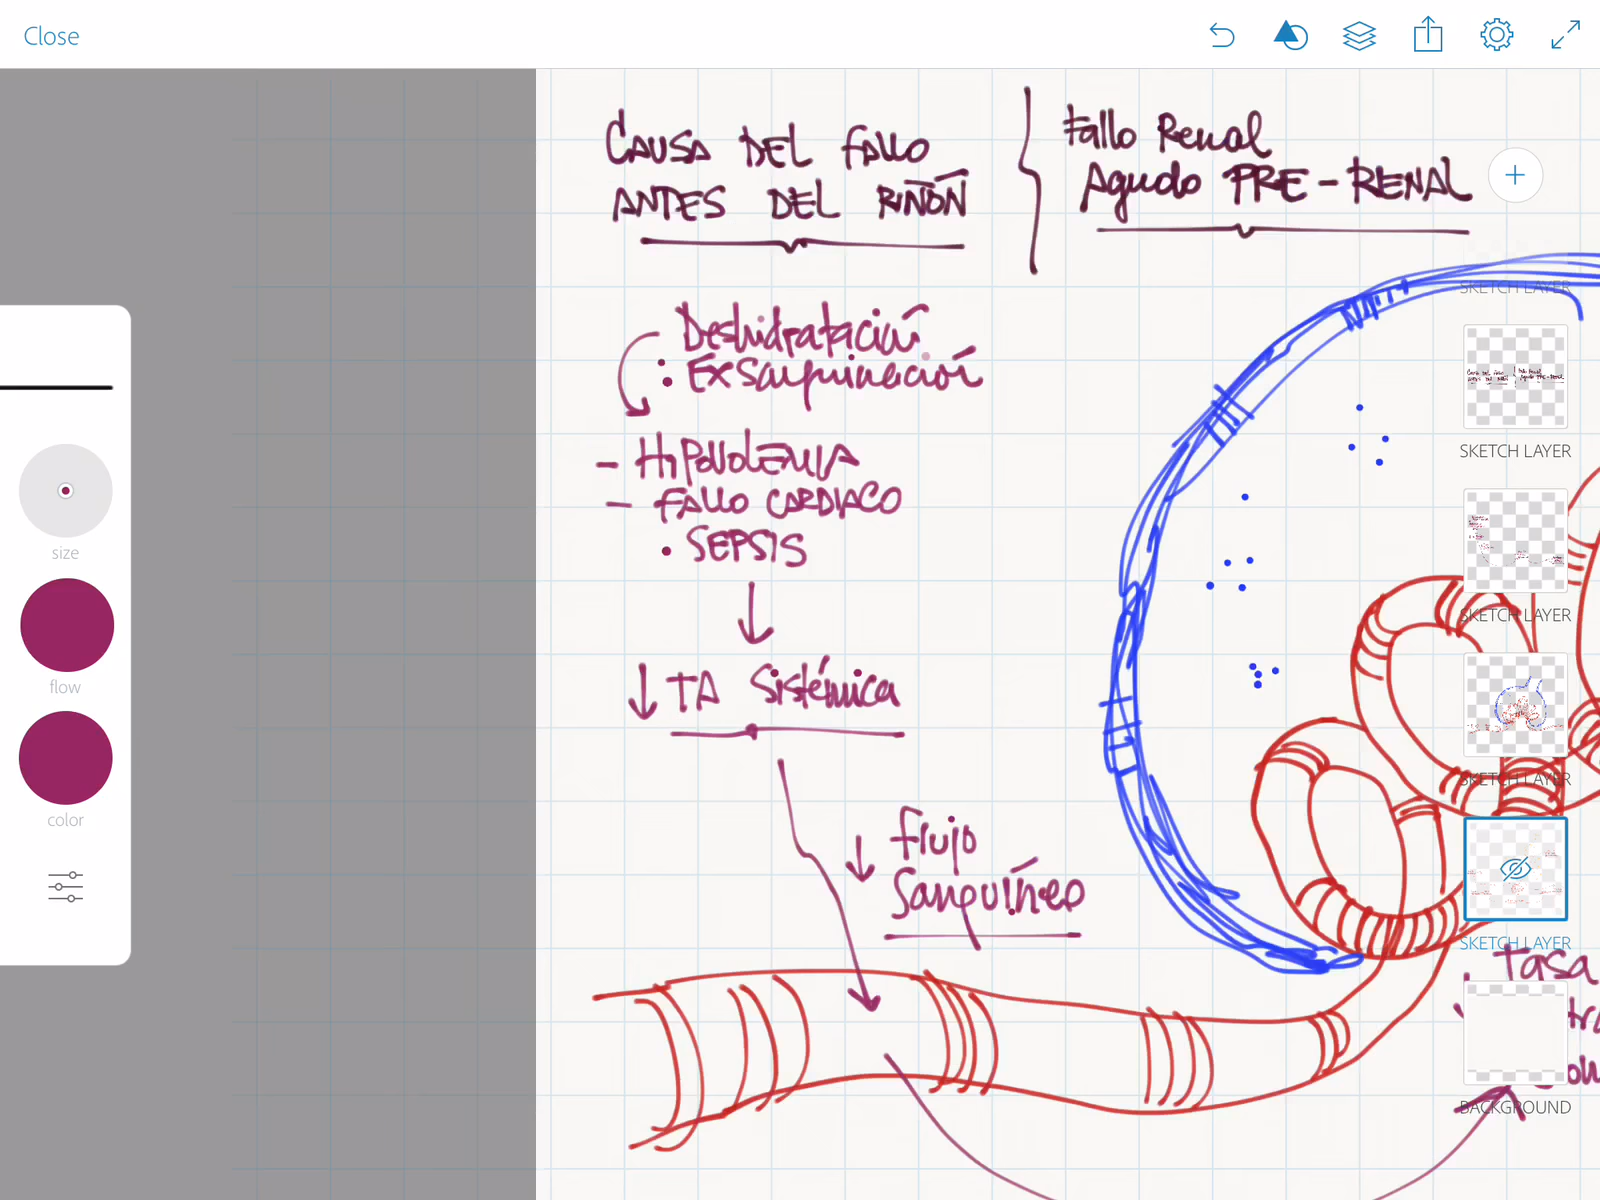 Close
CAUSA DEL FALLO
ANTES DEL RIÑÓN
Fallo Renal
Agudo PRE-RENAL
Deshidratación
Exsanguinación
- HIPOVOLEMIA
- FALLO CARDIACO
SEPSIS
↓ TA Sistémica
↓ flujo
Sanguíneo
Tasa
size
flow
color
SKETCH LAYER
SKETCH LAYER
SKETCH LAYER
SKETCH LAYER
SKETCH LAYER
BACKGROUND